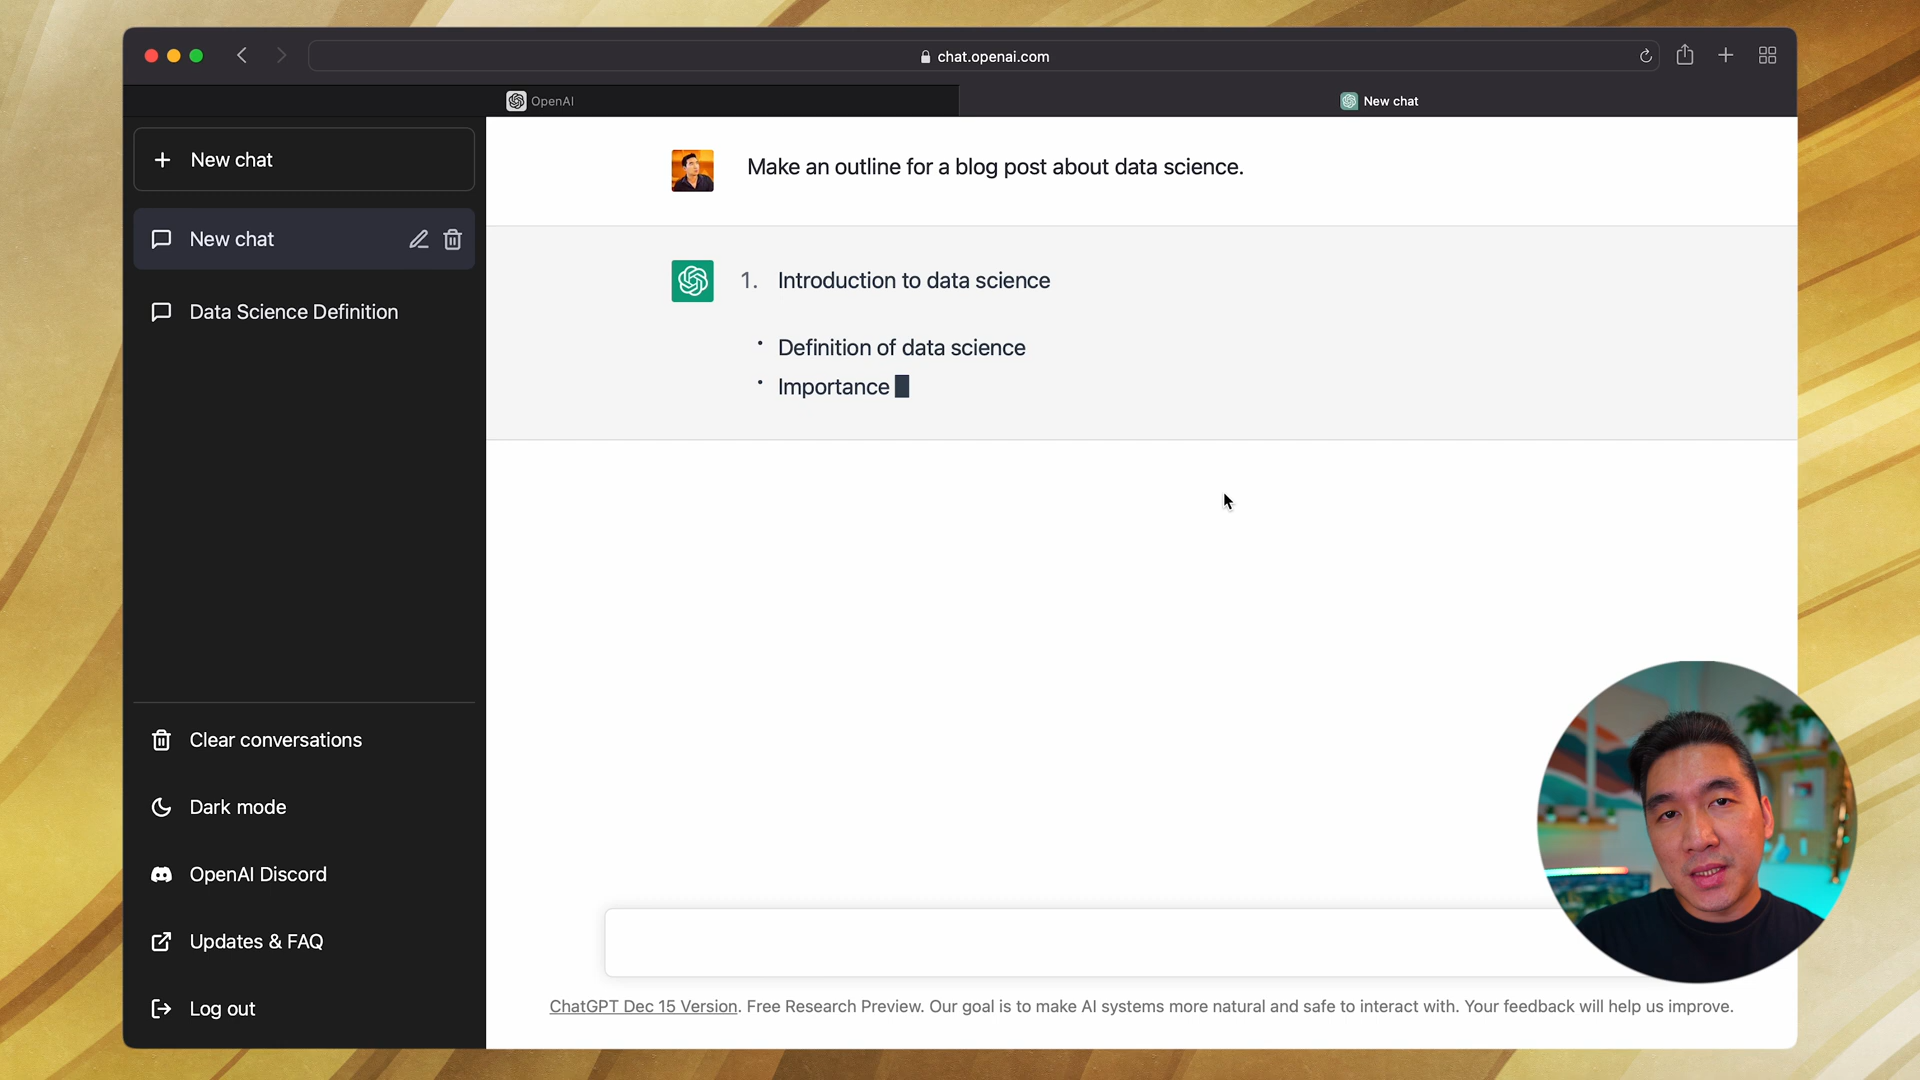 chat.openai.com
OpenAI
New chat
New chat
New chat
Data Science Definition
Clear conversations
Dark mode
OpenAI Discord
Updates & FAQ
Log out
Make an outline for a blog post about data science.
1. Introduction to data science
• Definition of data science
• Importance
ChatGPT Dec 15 Version. Free Research Preview. Our goal is to make AI systems more natural and safe to interact with. Your feedback will help us improve.